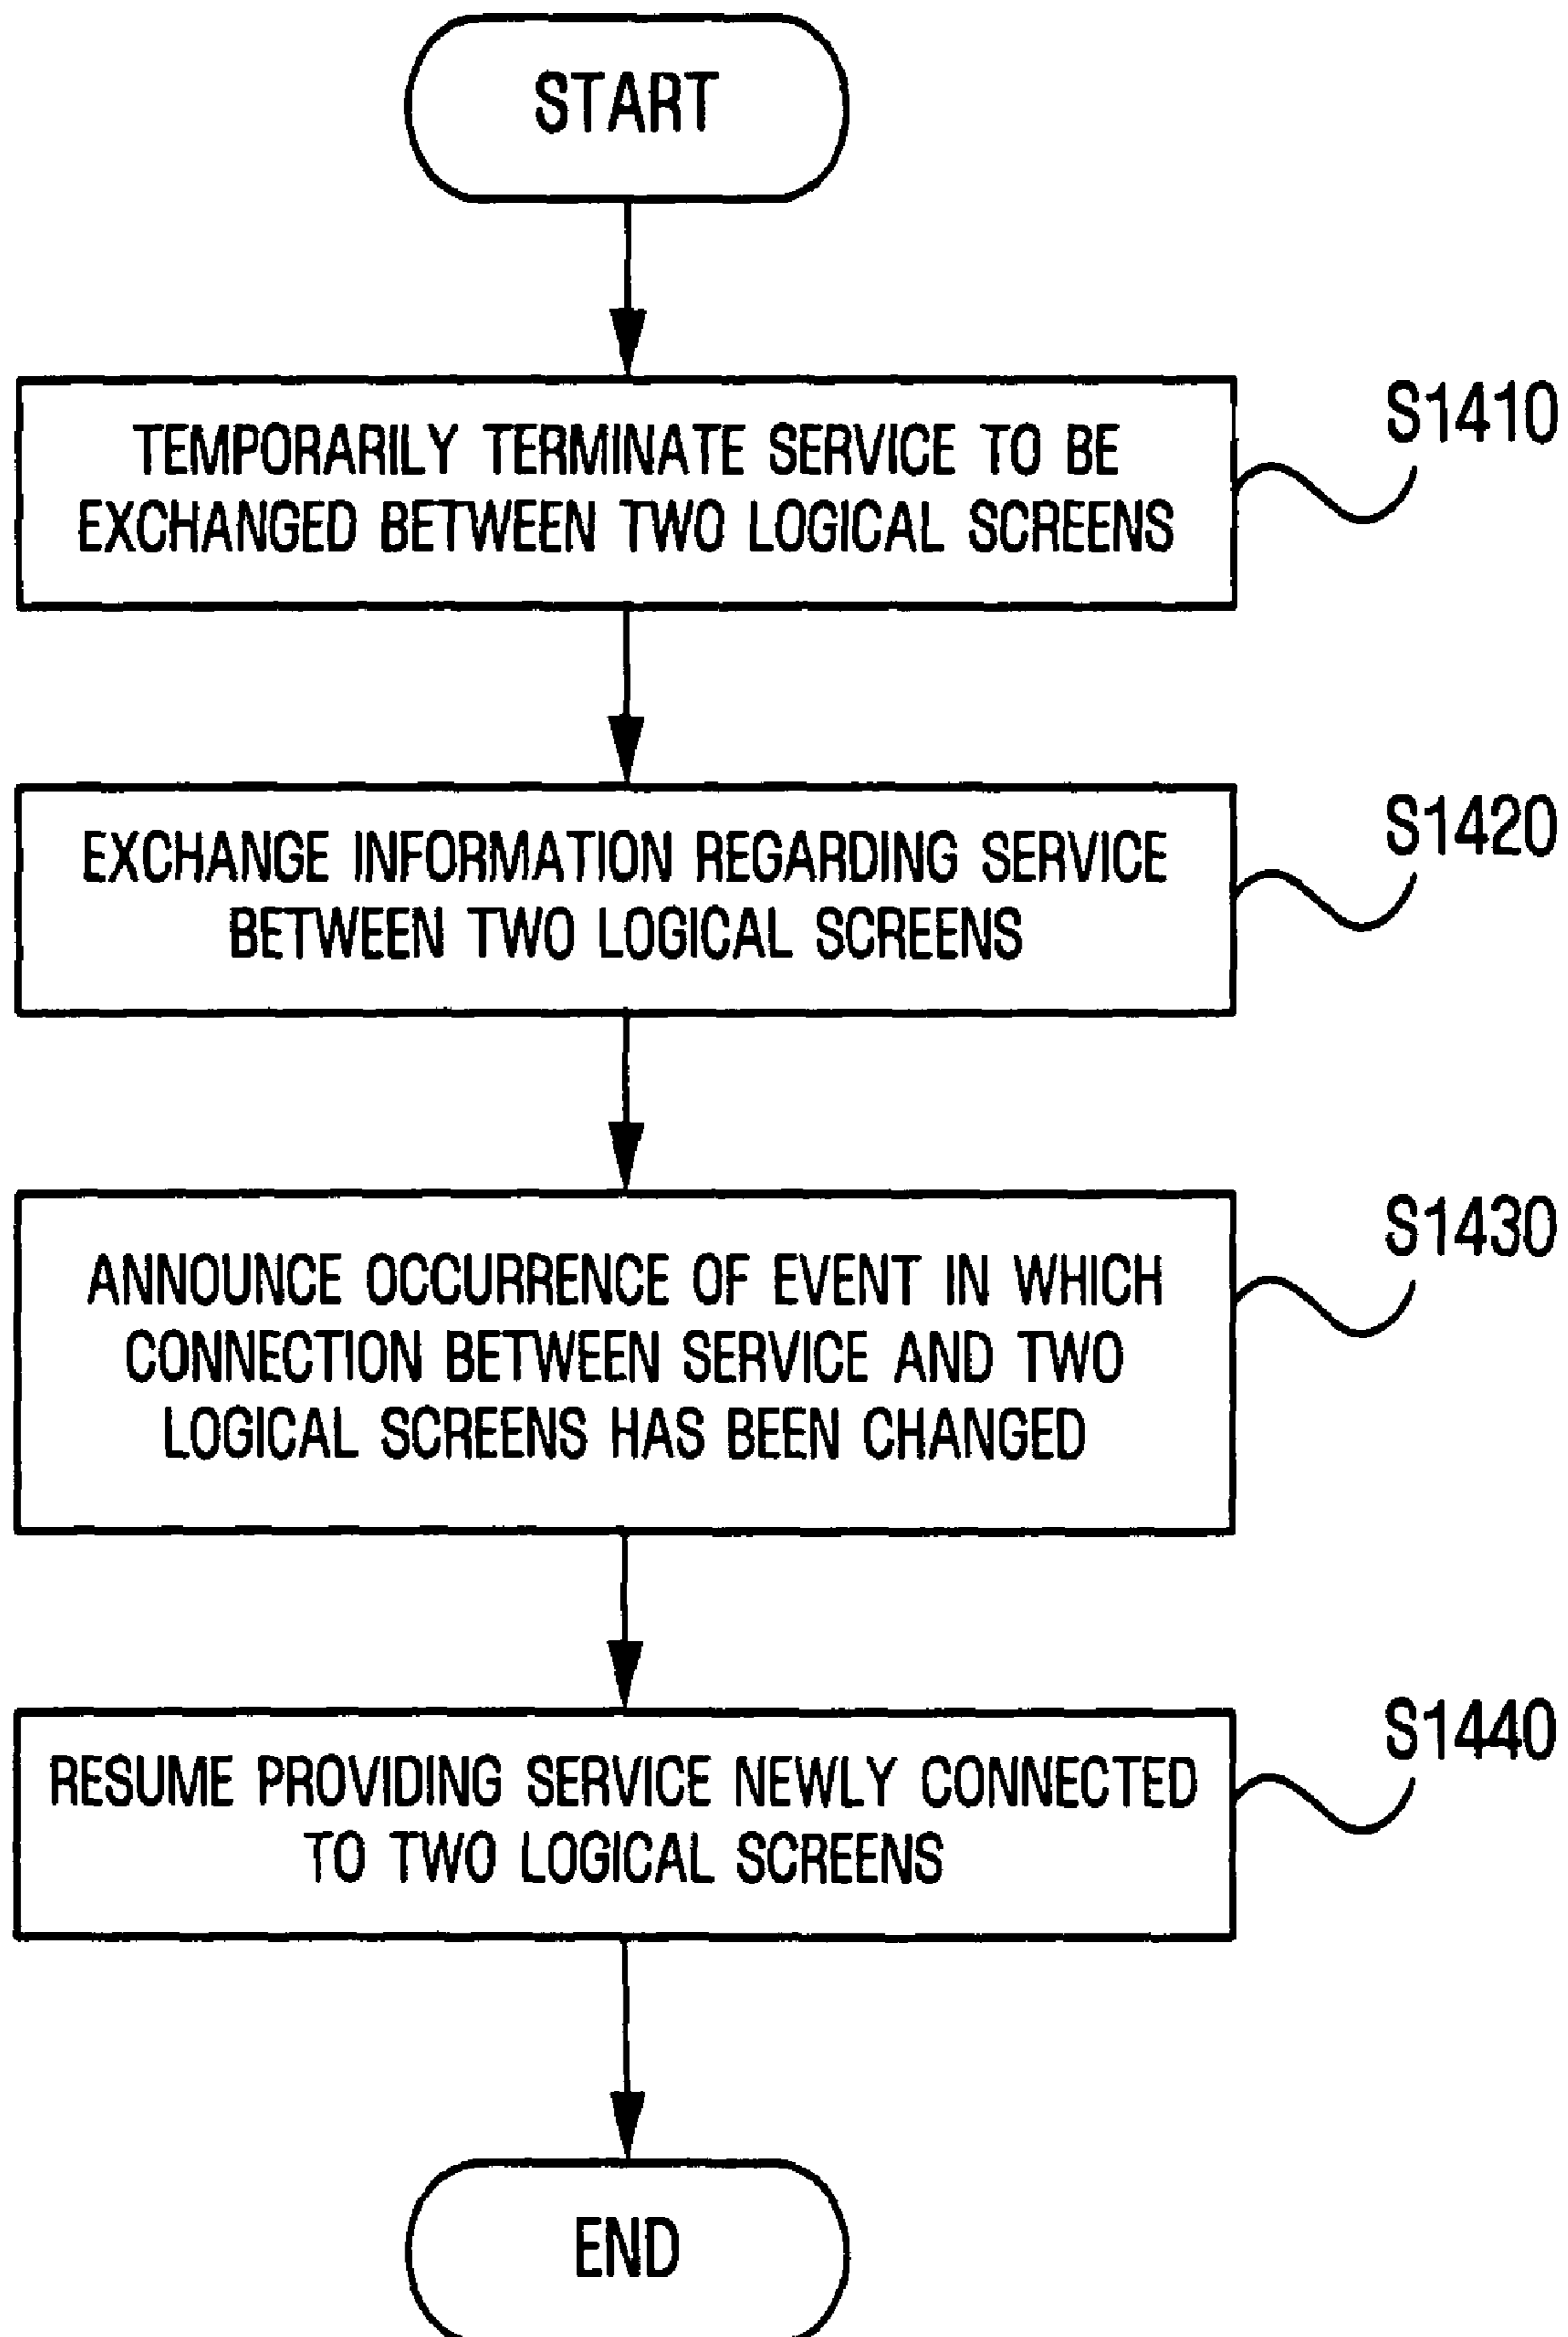 START
TEMPORARILY TERMINATE SERVICE TO BE
EXCHANGED BETWEEN TWO LOGICAL SCREENS
S1410
EXCHANGE INFORMATION REGARDING SERVICE
BETWEEN TWO LOGICAL SCREENS
S1420
ANNOUNCE OCCURRENCE OF EVENT IN WHICH
CONNECTION BETWEEN SERVICE AND TWO
LOGICAL SCREENS HAS BEEN CHANGED
S1430
RESUME PROVIDING SERVICE NEWLY CONNECTED
TO TWO LOGICAL SCREENS
S1440
END